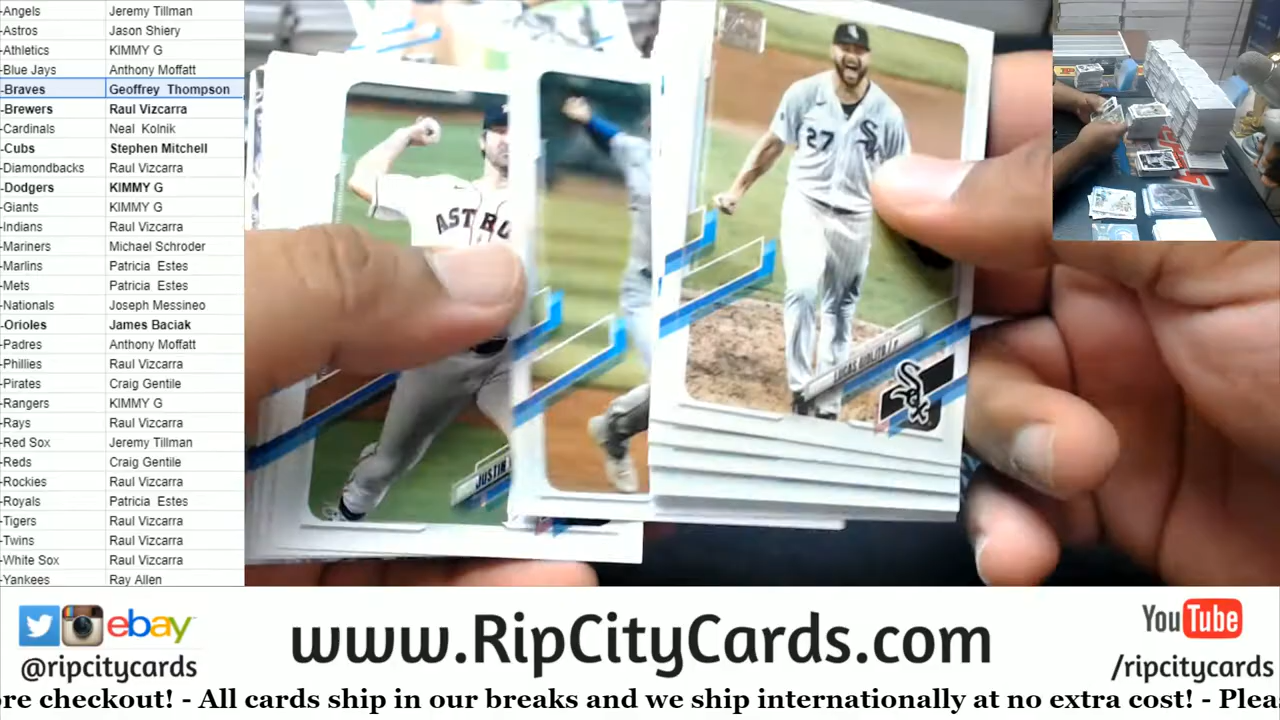 -Angels Jeremy Tillman
-Astros Jason Shiery
-Athletics KIMMY G
-Blue Jays Anthony Moffatt
-Braves Geoffrey Thompson
-Brewers Raul Vizcarra
-Cardinals Neal Kolnik
-Cubs Stephen Mitchell
-Diamondbacks Raul Vizcarra
-Dodgers KIMMY G
-Giants KIMMY G
-Indians Raul Vizcarra
-Mariners Michael Schroder
-Marlins Patricia Estes
-Mets Patricia Estes
-Nationals Joseph Messineo
-Orioles James Baciak
-Padres Anthony Moffatt
-Phillies Raul Vizcarra
-Pirates Craig Gentile
-Rangers KIMMY G
-Rays Raul Vizcarra
-Red Sox Jeremy Tillman
-Reds Craig Gentile
-Rockies Raul Vizcarra
-Royals Patricia Estes
-Tigers Raul Vizcarra
-Twins Raul Vizcarra
-White Sox Raul Vizcarra
-Yankees Ray Allen
ASTRO
JUSTIN
27 Sox
LUCAS GIOLITO
Sox
ebay
@ripcitycards
www.RipCityCards.com
YouTube
/ripcitycards
re checkout! - All cards ship in our breaks and we ship internationally at no extra cost! - Plea